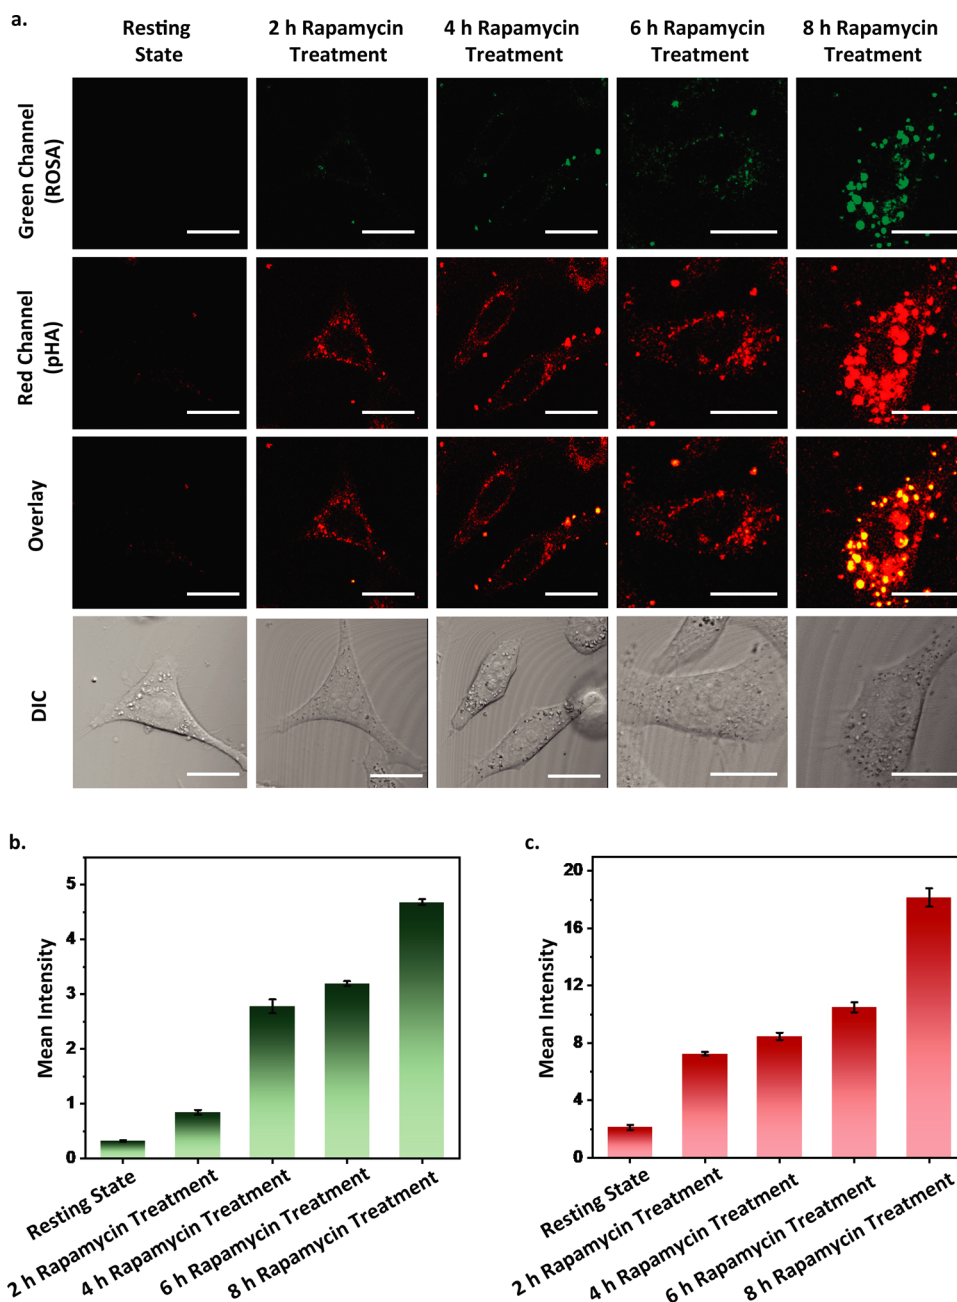 a.
Resting
State
2 h Rapamycin
Treatment
4 h Rapamycin
Treatment
6 h Rapamycin
Treatment
8 h Rapamycin
Treatment
Green Channel
(ROSA)
Red Channel
(pHA)
Overlay
DIC
b.
Mean Intensity
5
4
3
2
1
0
Resting State
2 h Rapamycin Treatment
4 h Rapamycin Treatment
6 h Rapamycin Treatment
8 h Rapamycin Treatment
c.
Mean Intensity
20
16
12
8
4
0
Resting State
2 h Rapamycin Treatment
4 h Rapamycin Treatment
6 h Rapamycin Treatment
8 h Rapamycin Treatment